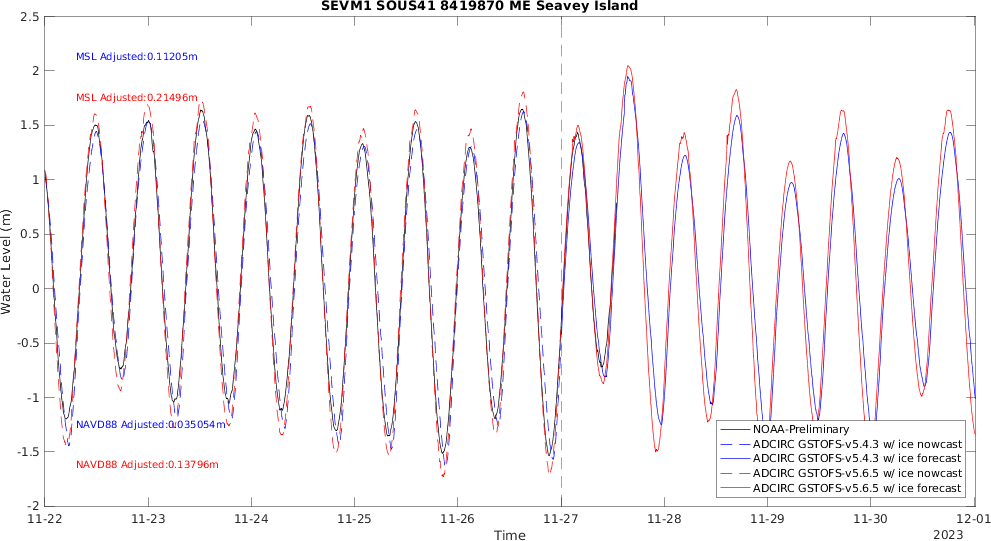 SEVM1 SOUS41 8419870 ME Seavey Island
2.5
2
1.5
1
0.5
0
-0.5
-1
-1.5
-2
Water Level (m)
MSL Adjusted:0.11205m
MSL Adjusted:0.21496m
NAVD88 Adjusted:0.035054m
NAVD88 Adjusted:0.13796m
NOAA-Preliminary
ADCIRC GSTOFS-v5.4.3 w/ ice nowcast
ADCIRC GSTOFS-v5.4.3 w/ ice forecast
ADCIRC GSTOFS-v5.6.5 w/ ice nowcast
ADCIRC GSTOFS-v5.6.5 w/ ice forecast
11-22 11-23 11-24 11-25 11-26 11-27 11-28 11-29 11-30 12-01
Time
2023